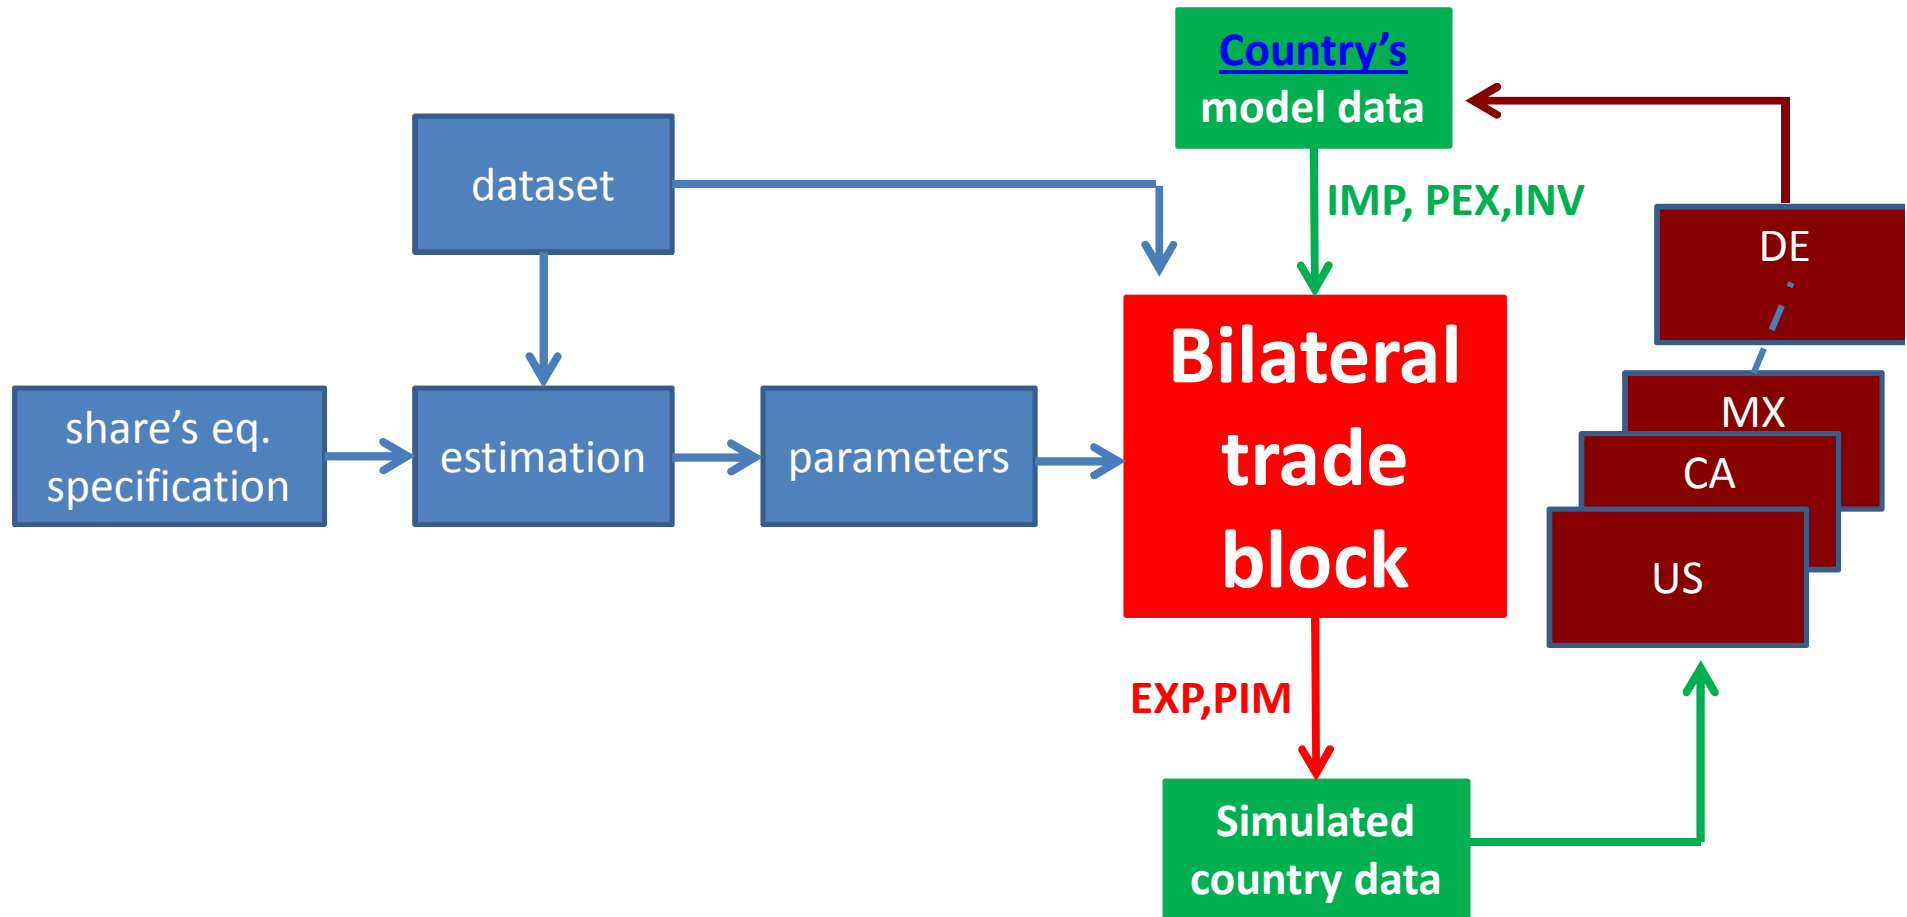 Country’s
model data
dataset
IMP, PEX,INV
DE
Bilateral
trade
block
share’s eq.
specification
estimation
parameters
MX
CA
US
EXP,PIM
Simulated
country data